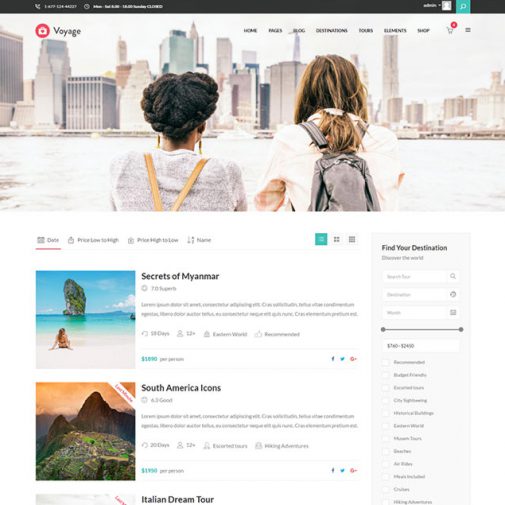 1-677-124-44227
Mon - Sat 8.00 - 18.00 Sunday CLOSED
admin
Voyage
HOME
PAGES
BLOG
DESTINATIONS
TOURS
ELEMENTS
SHOP
Date
Price Low to High
Price High to Low
Name
Secrets of Myanmar
7.0 Superb
Lorem ipsum dolor sit amet, consectetur adipiscing elit. Cras sollicitudin, tellus vitae condimentum
egestas, libero dolor auctor tellus, eu consectetur neque elit quis nunc. Cras elementum pretium est.
18 Days
12+
Eastern World
Recommended
$1890 per person
South America Icons
6.3 Good
Lorem ipsum dolor sit amet, consectetur adipiscing elit. Cras sollicitudin, tellus vitae condimentum
egestas, libero dolor auctor tellus, eu consectetur neque elit quis nunc. Cras elementum pretium est.
20 Days
12+
Escorted tours
Hiking Adventures
$1950 per person
Italian Dream Tour
Find Your Destination
Discover the world
Search Tour
Destination
Month
$760 - $2450
Recommended
Budget Friendly
Escorted tours
City Sightseeing
Historical Buildings
Eastern World
Musem Tours
Beaches
Air Rides
Meals Included
Cruises
Hiking Adventures